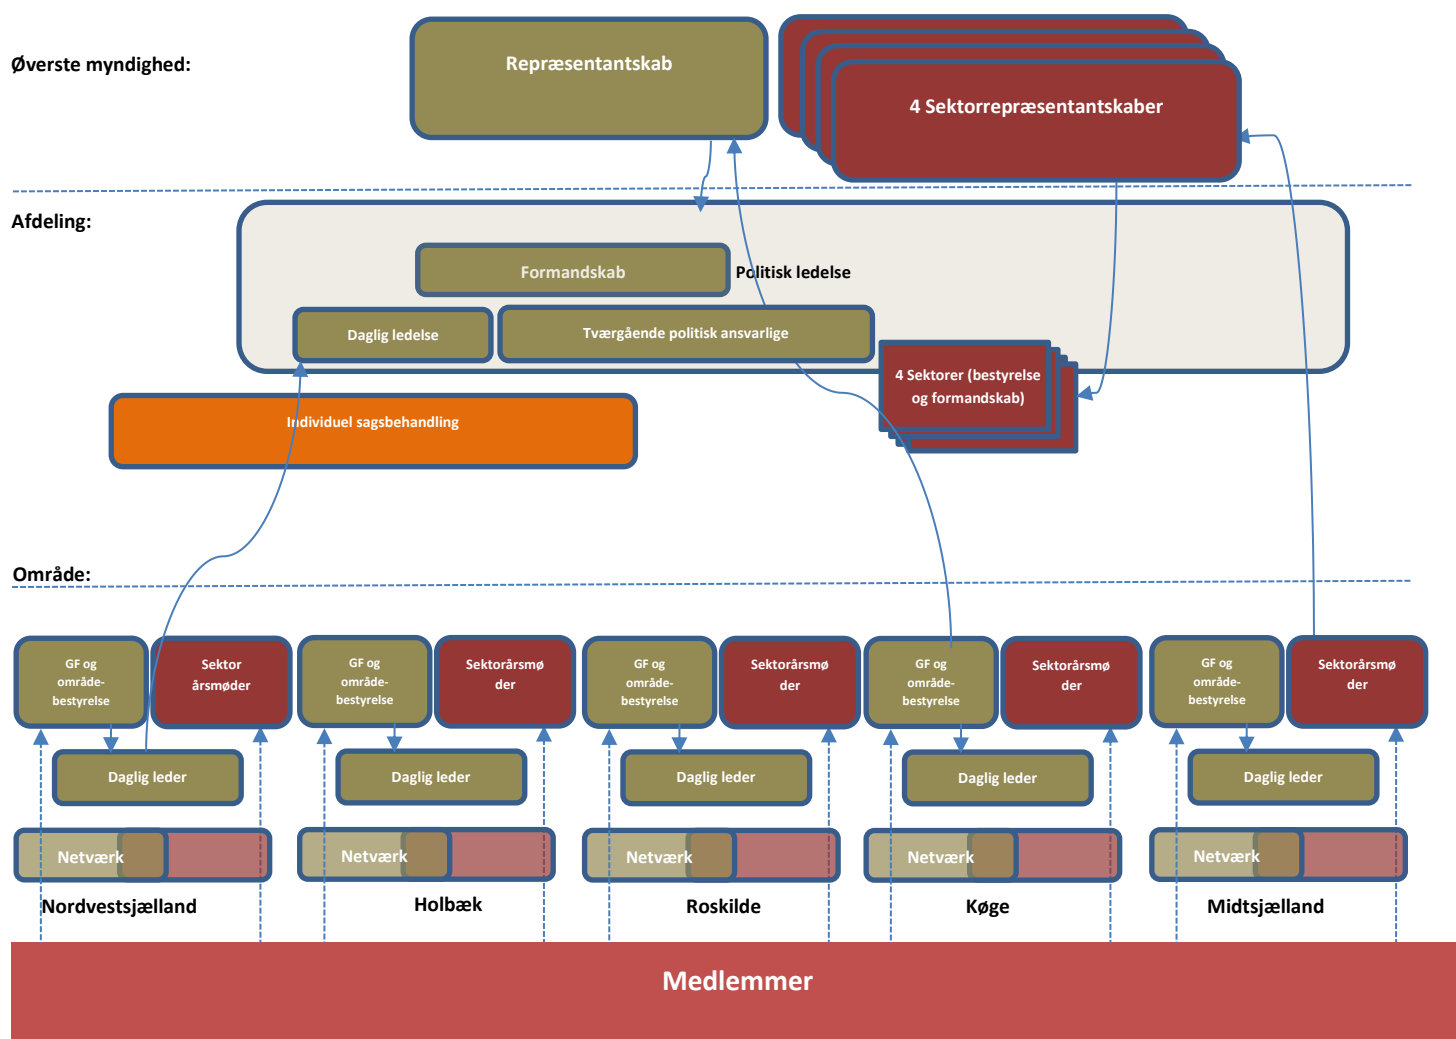 Øverste myndighed:
Repræsentantskab
4 Sektorrepræsentantskaber
Afdeling:
Formandskab
Politisk ledelse
Daglig ledelse
Tværgående politisk ansvarlige
4 Sektorer (bestyrelse
og formandskab)
Individuel sagsbehandling
Område:
GF og
område-
bestyrelse
Sektor
årsmøder
GF og
område-
bestyrelse
Sektorårsmø
der
GF og
område-
bestyrelse
Sektorårsmø
der
GF og
område-
bestyrelse
Sektorårsmø
der
GF og
område-
bestyrelse
Sektorårsmø
der
Daglig leder
Daglig leder
Daglig leder
Daglig leder
Daglig leder
Netværk
Netværk
Netværk
Netværk
Netværk
Nordvestsjælland
Holbæk
Roskilde
Køge
Midtsjælland
Medlemmer